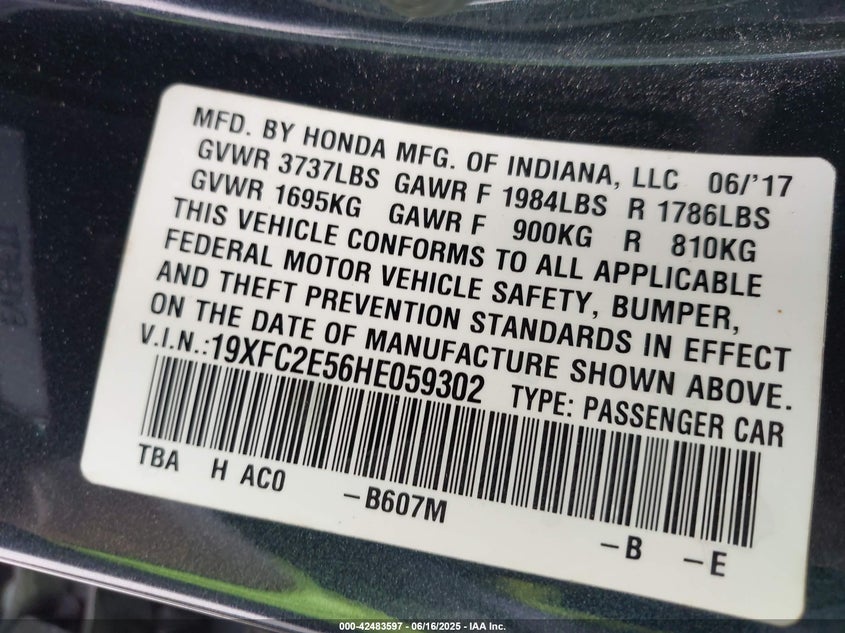 MFD. BY HONDA MFG. OF INDIANA, LLC 06/'17
GVWR 3737LBS GAWR F 1984LBS R 1786LBS
GVWR 1695KG GAWR F 900KG R 810KG
THIS VEHICLE CONFORMS TO ALL APPLICABLE
FEDERAL MOTOR VEHICLE SAFETY, BUMPER,
AND THEFT PREVENTION STANDARDS IN EFFECT
ON THE DATE OF MANUFACTURE SHOWN ABOVE.
V.I.N.:19XFC2E56HE059302 TYPE: PASSENGER CAR
TBA H AC0 -B607M -B -E
000-42483597 - 06/16/2025 - IAA Inc.